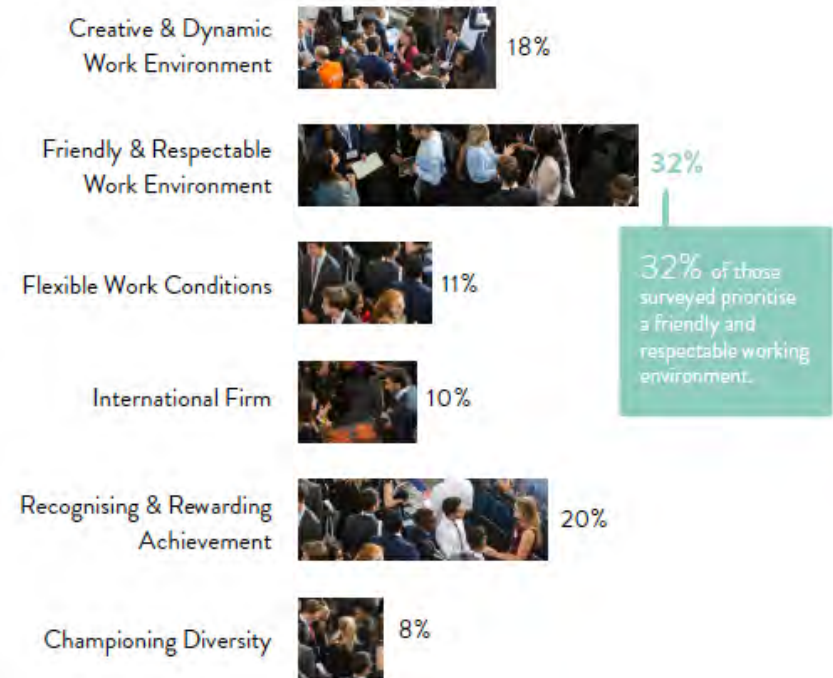 Creative & Dynamic
Work Environment
18%
Friendly & Respectable
Work Environment
32%
32% of those
surveyed prioritise
a friendly and
respectable working
environment.
Flexible Work Conditions
11%
International Firm
10%
Recognising & Rewarding
Achievement
20%
Championing Diversity
8%